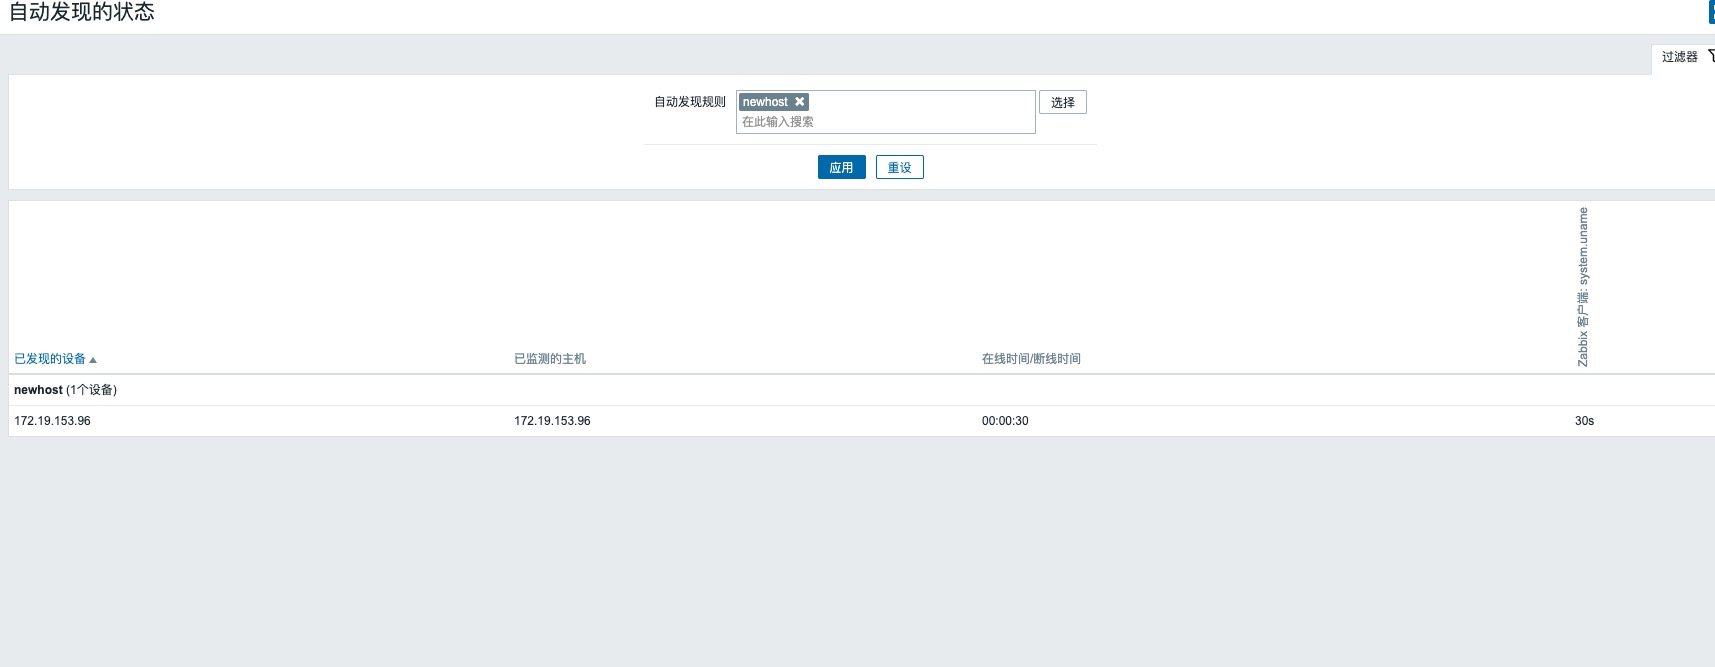 自动发现的状态
过滤器
自动发现规则 newhost ✖ 选择
在此输入搜索
应用 重设
Zabbix 客户端: system.uname
已发现的设备 ▲ 已监测的主机 在线时间/断线时间
newhost (1个设备)
172.19.153.96 172.19.153.96 00:00:30 30s